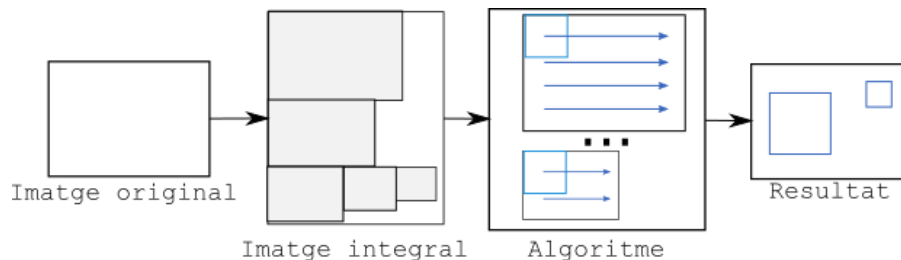 Imatge original
Imatge integral
Algoritme
Resultat